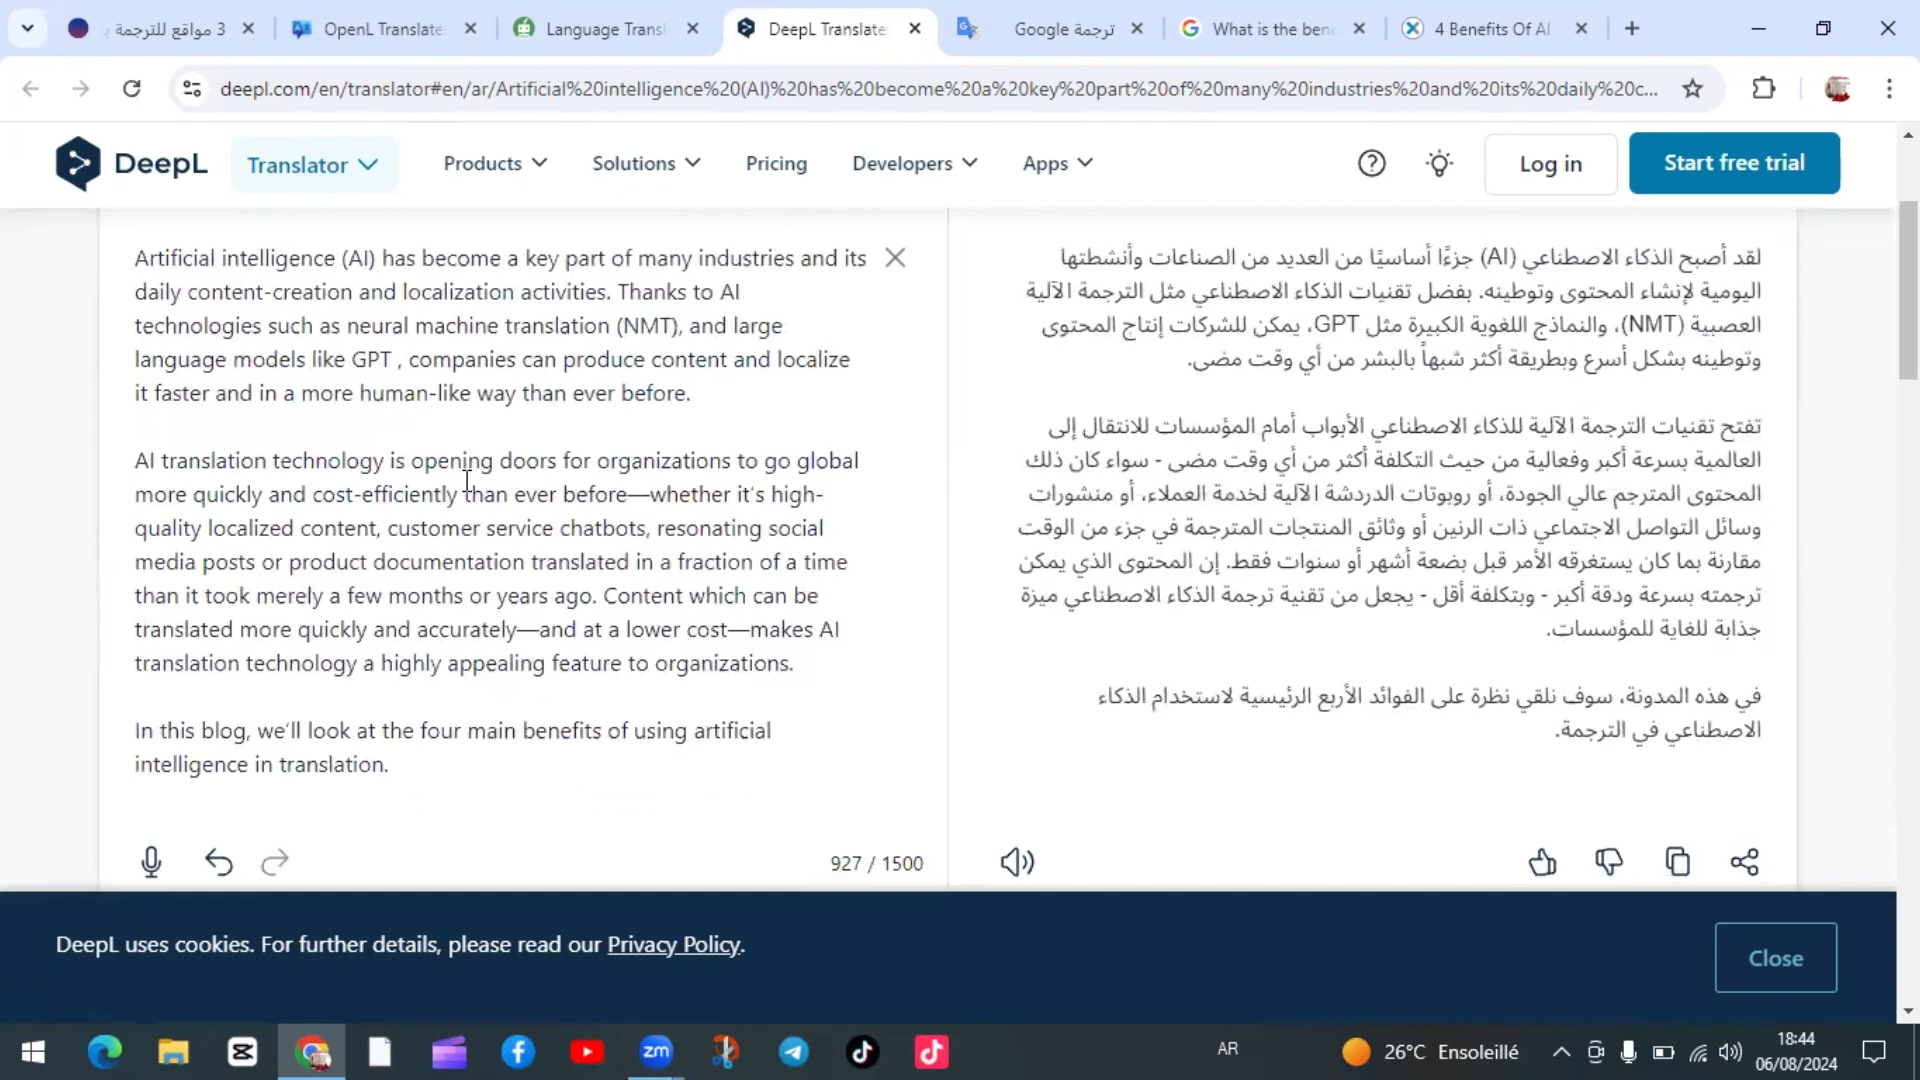 3 مواقع للترجمة ب
OpenL Translate
Language Transl
DeepL Translate
ترجمة Google
What is the bene
4 Benefits Of AI
deepl.com/en/translator#en/ar/Artificial%20intelligence%20(AI)%20has%20become%20a%20key%20part%20of%20many%20industries%20and%20its%20daily%20c...
DeepL
Translator
Products
Solutions
Pricing
Developers
Apps
Log in
Start free trial
Artificial intelligence (AI) has become a key part of many industries and its
daily content-creation and localization activities. Thanks to AI
technologies such as neural machine translation (NMT), and large
language models like GPT , companies can produce content and localize
it faster and in a more human-like way than ever before.
AI translation technology is opening doors for organizations to go global
more quickly and cost-efficiently than ever before—whether it's high-
quality localized content, customer service chatbots, resonating social
media posts or product documentation translated in a fraction of a time
than it took merely a few months or years ago. Content which can be
translated more quickly and accurately—and at a lower cost—makes AI
translation technology a highly appealing feature to organizations.
In this blog, we'll look at the four main benefits of using artificial
intelligence in translation.
927 / 1500
لقد أصبح الذكاء الاصطناعي (AI) جزءًا أساسيًا من العديد من الصناعات وأنشطتها
اليومية لإنشاء المحتوى وتوطينه. بفضل تقنيات الذكاء الاصطناعي مثل الترجمة الآلية
العصبية (NMT)، والنماذج اللغوية الكبيرة مثل GPT، يمكن للشركات إنتاج المحتوى
وتوطينه بشكل أسرع وبطريقة أكثر شبهاً بالبشر من أي وقت مضى.
تفتح تقنيات الترجمة الآلية للذكاء الاصطناعي الأبواب أمام المؤسسات للانتقال إلى
العالمية بسرعة أكبر وفعالية من حيث التكلفة أكثر من أي وقت مضى - سواء كان ذلك
المحتوى المترجم عالي الجودة، أو روبوتات الدردشة الآلية لخدمة العملاء، أو منشورات
وسائل التواصل الاجتماعي ذات الرنين أو وثائق المنتجات المترجمة في جزء من الوقت
مقارنة بما كان يستغرقه الأمر قبل بضعة أشهر أو سنوات فقط. إن المحتوى الذي يمكن
ترجمته بسرعة ودقة أكبر - وبتكلفة أقل - يجعل من تقنية ترجمة الذكاء الاصطناعي ميزة
جذابة للغاية للمؤسسات.
في هذه المدونة، سوف نلقي نظرة على الفوائد الأربع الرئيسية لاستخدام الذكاء
الاصطناعي في الترجمة.
DeepL uses cookies. For further details, please read our Privacy Policy.
Close
zm
AR
26°C Ensoleillé
18:44
06/08/2024